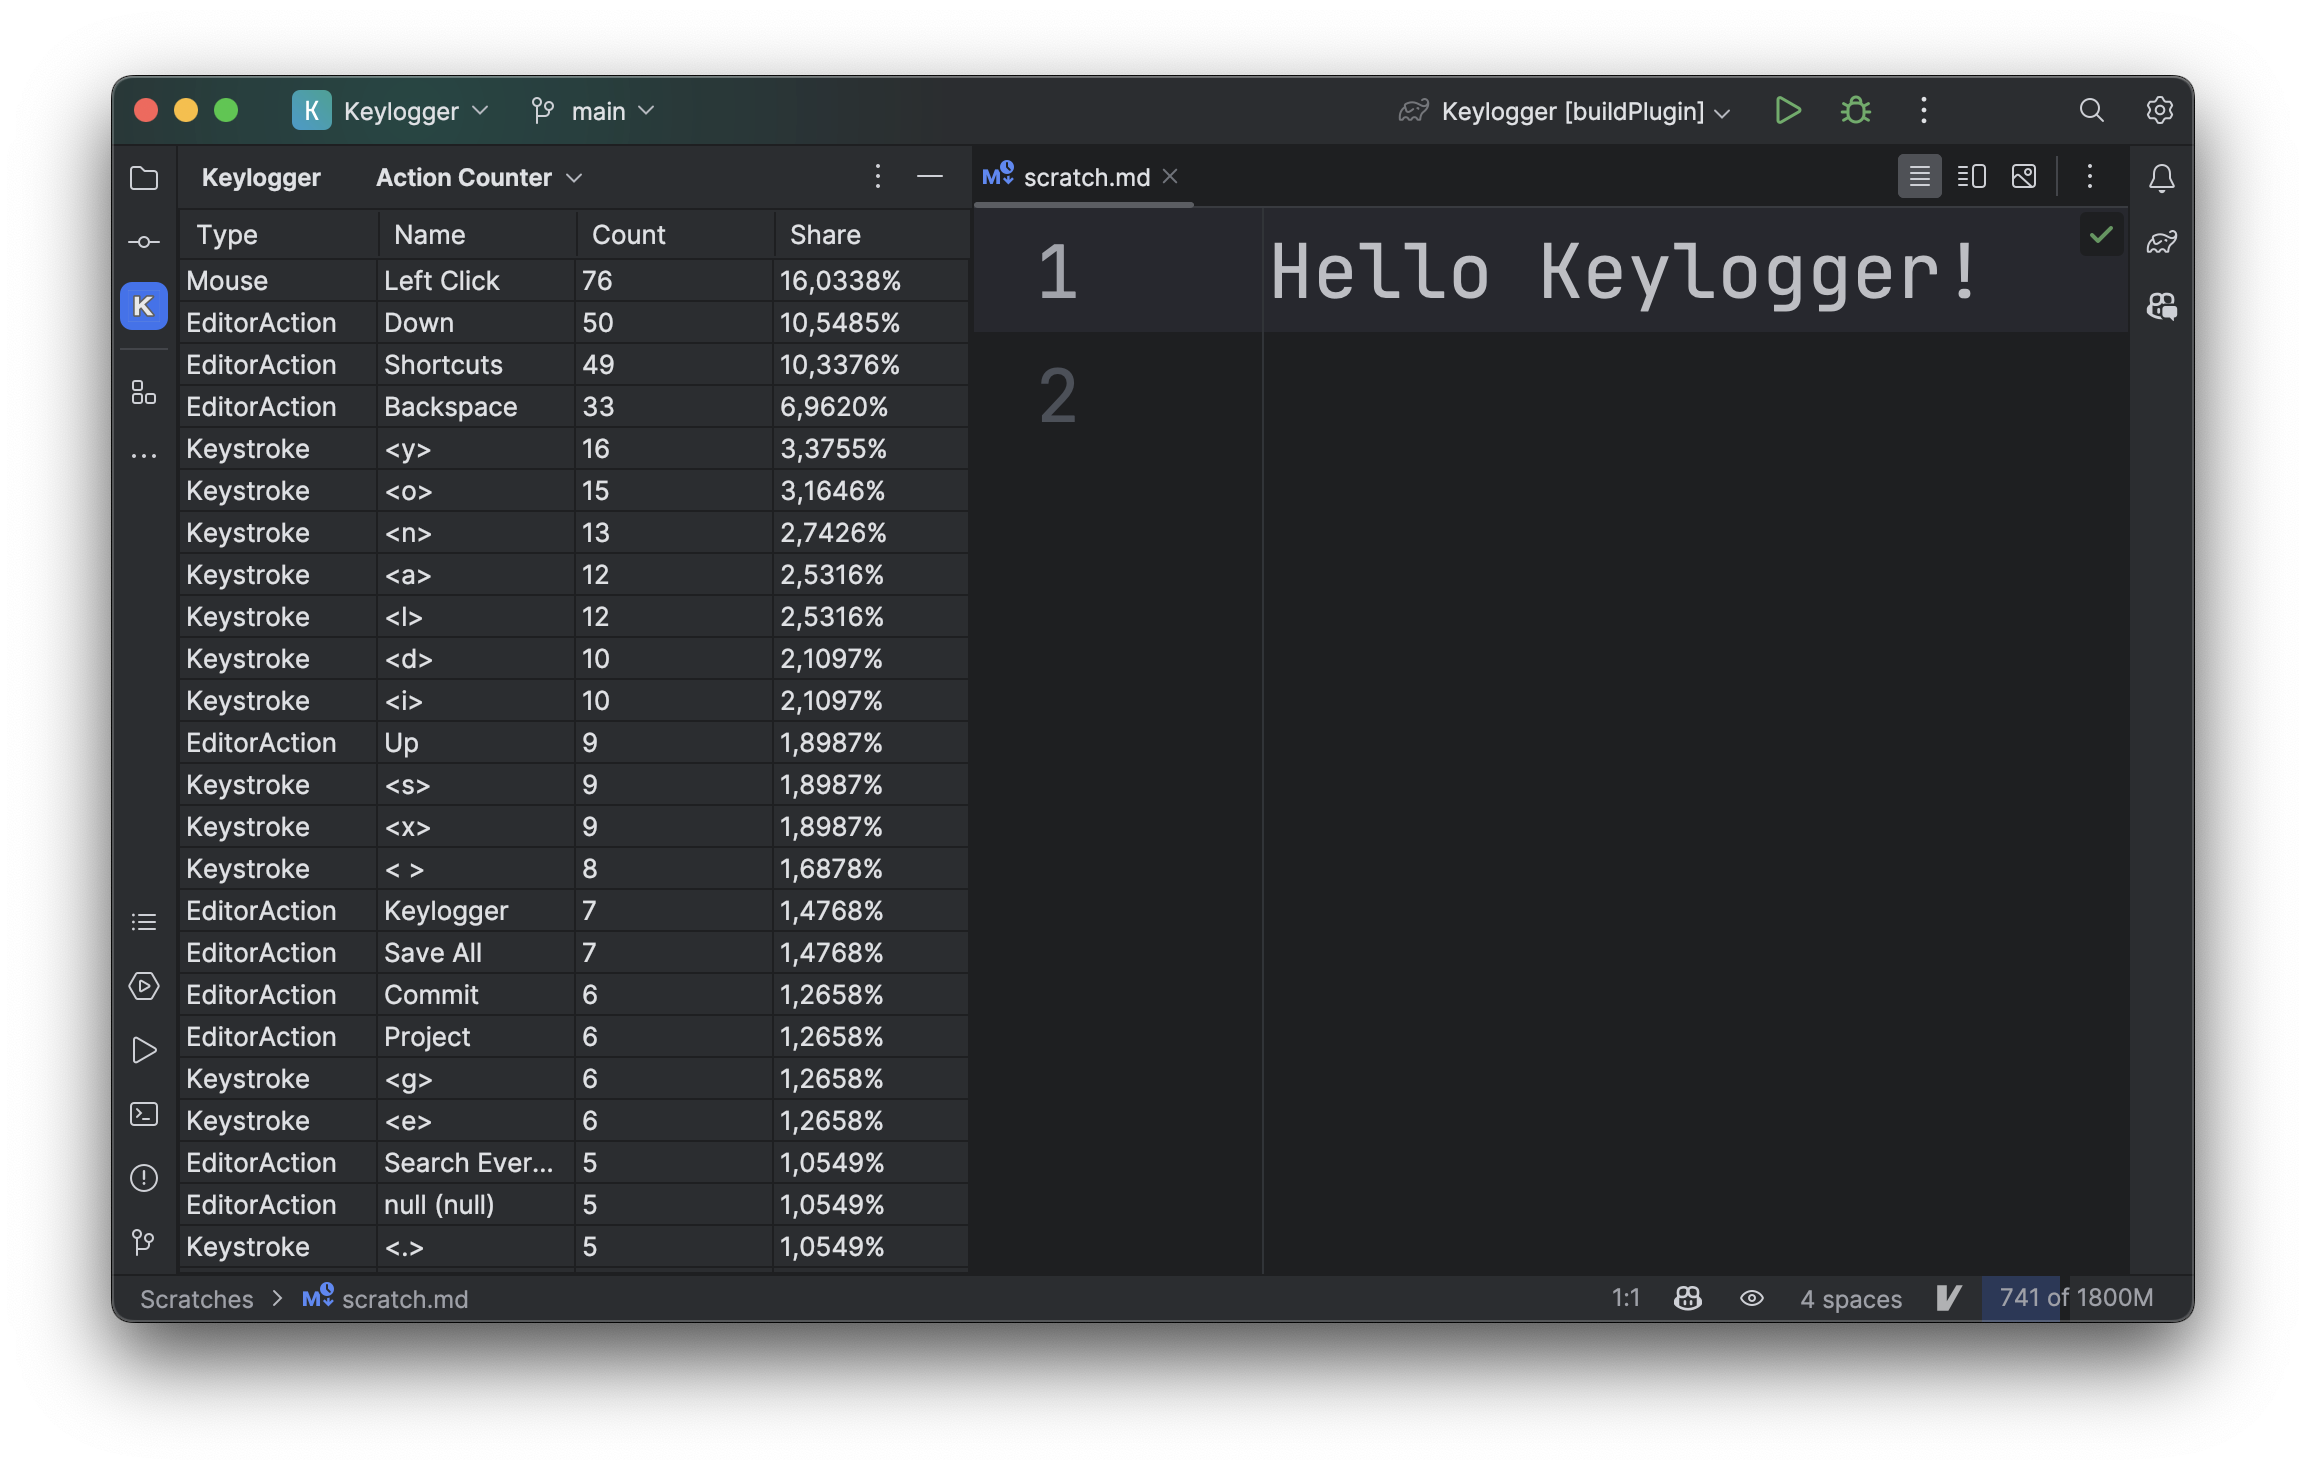 K Keylogger main Keylogger [buildPlugin]
Keylogger Action Counter
scratch.md
Type Name Count Share
Mouse Left Click 76 16,0338%
EditorAction Down 50 10,5485%
EditorAction Shortcuts 49 10,3376%
EditorAction Backspace 33 6,9620%
Keystroke <y> 16 3,3755%
Keystroke <o> 15 3,1646%
Keystroke <n> 13 2,7426%
Keystroke <a> 12 2,5316%
Keystroke <l> 12 2,5316%
Keystroke <d> 10 2,1097%
Keystroke <i> 10 2,1097%
EditorAction Up 9 1,8987%
Keystroke <s> 9 1,8987%
Keystroke <x> 9 1,8987%
Keystroke < > 8 1,6878%
EditorAction Keylogger 7 1,4768%
EditorAction Save All 7 1,4768%
EditorAction Commit 6 1,2658%
EditorAction Project 6 1,2658%
Keystroke <g> 6 1,2658%
Keystroke <e> 6 1,2658%
EditorAction Search Ever... 5 1,0549%
EditorAction null (null) 5 1,0549%
Keystroke <.> 5 1,0549%
K
1 Hello Keylogger!
2
Scratches > scratch.md 1:1 4 spaces 741 of 1800M